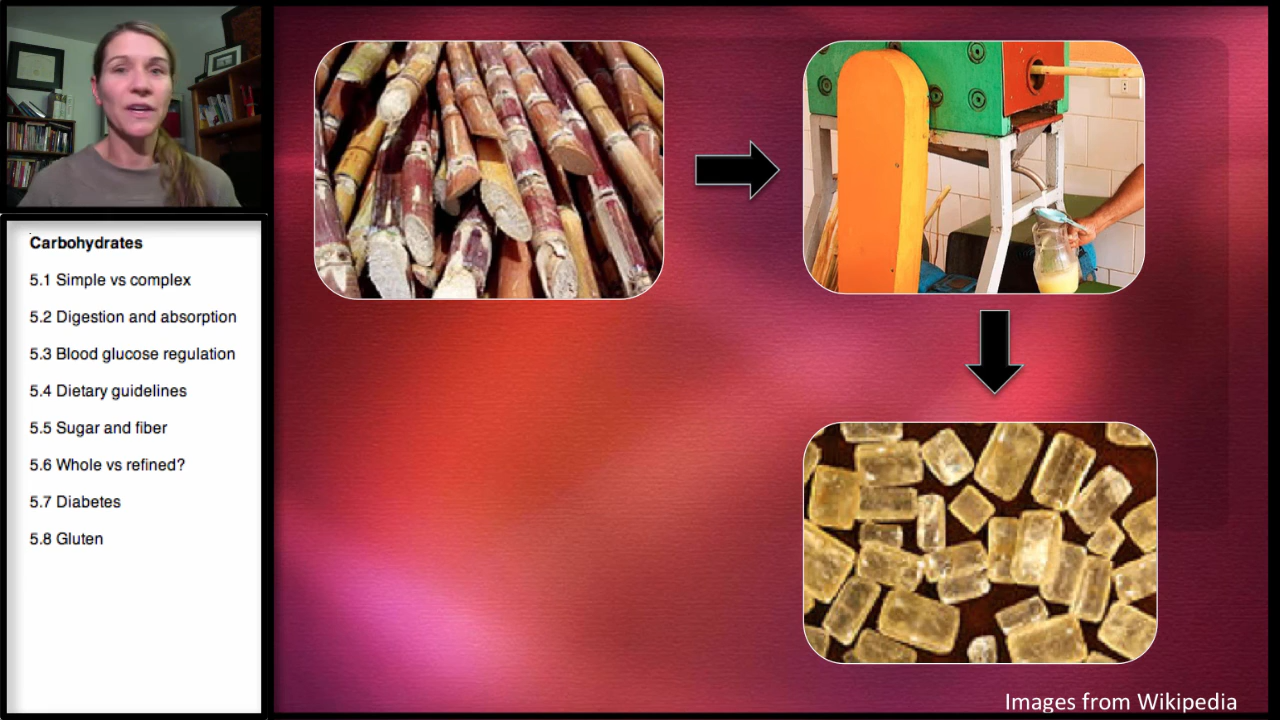 Carbohydrates
5.1 Simple vs complex
5.2 Digestion and absorption
5.3 Blood glucose regulation
5.4 Dietary guidelines
5.5 Sugar and fiber
5.6 Whole vs refined?
5.7 Diabetes
5.8 Gluten
Images from Wikipedia